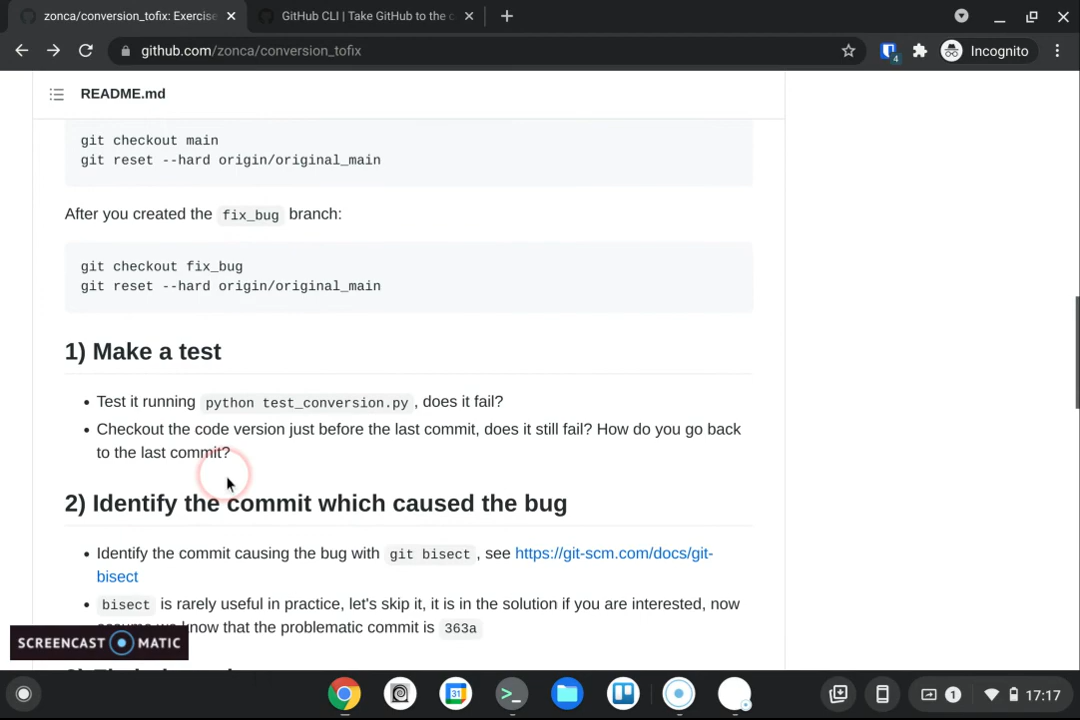 zonca/conversion_tofix: Exercise
GitHub CLI | Take GitHub to the c
github.com/zonca/conversion_tofix
4
Incognito
README.md
git checkout main
git reset --hard origin/original_main
After you created the fix_bug branch:
git checkout fix_bug
git reset --hard origin/original_main
1) Make a test
• Test it running python test_conversion.py , does it fail?
• Checkout the code version just before the last commit, does it still fail? How do you go back
to the last commit?
2) Identify the commit which caused the bug
• Identify the commit causing the bug with git bisect , see https://git-scm.com/docs/git-
bisect
• bisect is rarely useful in practice, let's skip it, it is in the solution if you are interested, now
know that the problematic commit is 363a
SCREENCAST MATIC
31
1
17:17